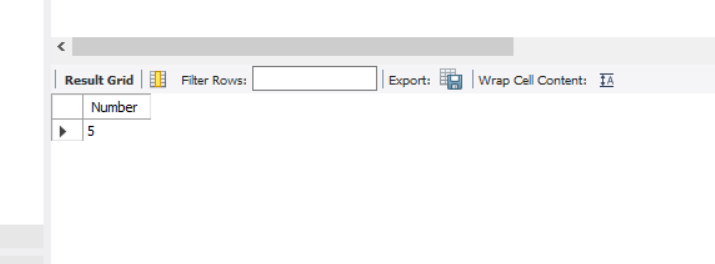 Result Grid Filter Rows: Export: Wrap Cell Content:
Number
5